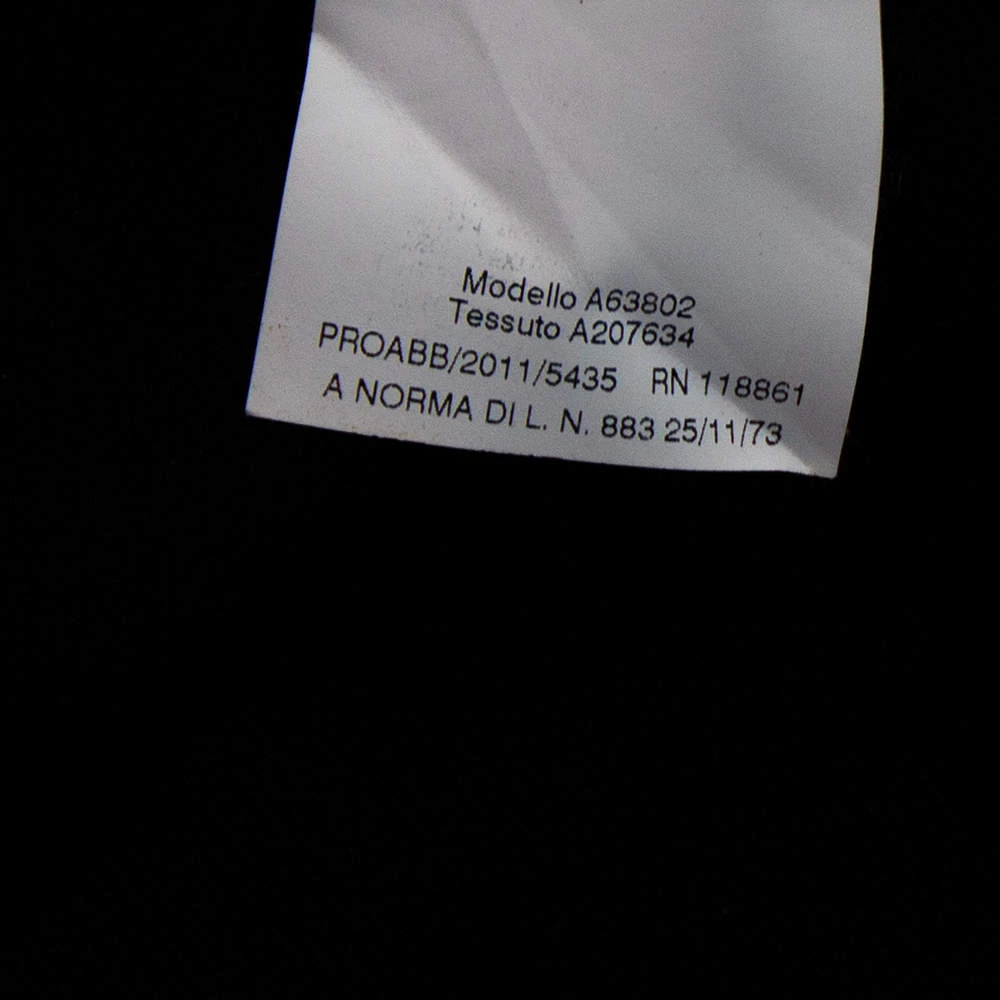 Modello A63802
Tessuto A207634
PROABB/2011/5435 RN 118861
A NORMA DI L. N. 883 25/11/73